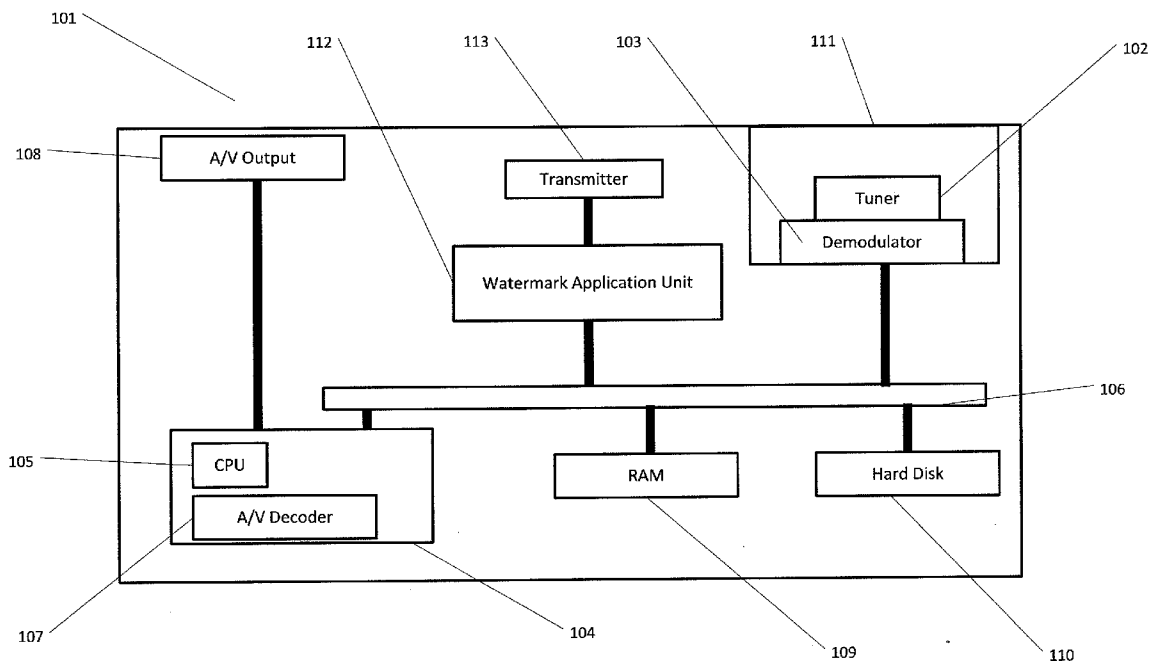 101
112
113
103
111
102
108
A/V Output
Transmitter
Tuner
Demodulator
Watermark Application Unit
106
105
CPU
RAM
Hard Disk
A/V Decoder
107
104
109
110